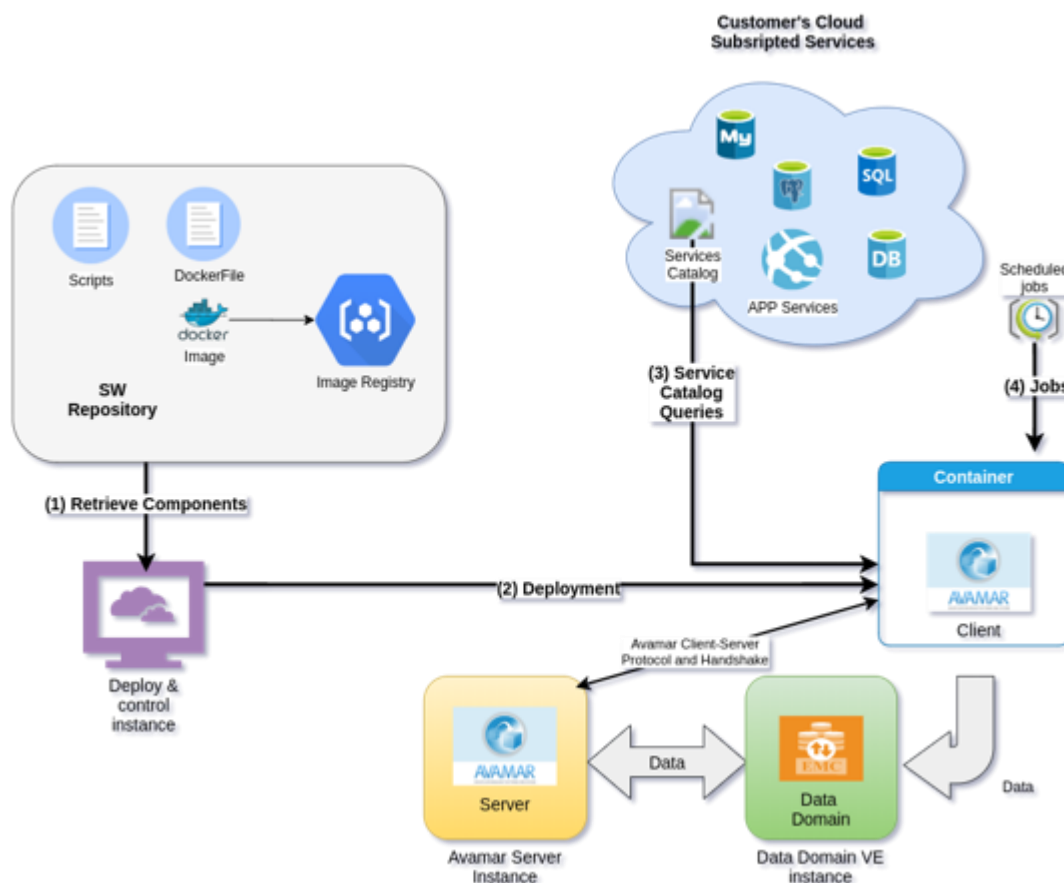 Customer's Cloud
Subsripted Services
My
SQL
DB
Services
Catalog
APP Services
Scheduled
jobs
Scripts
DockerFile
docker
Image
Image Registry
SW
Repository
(3) Service
Catalog
Queries
(4) Jobs
(1) Retrieve Components
Container
AVAMAR
Client
(2) Deployment
Avamar Client-Server
Protocol and Handshake
Deploy &
control
instance
AVAMAR
Server
Data
EMC
Data
Domain
Data
Avamar Server
Instance
Data Domain VE
instance